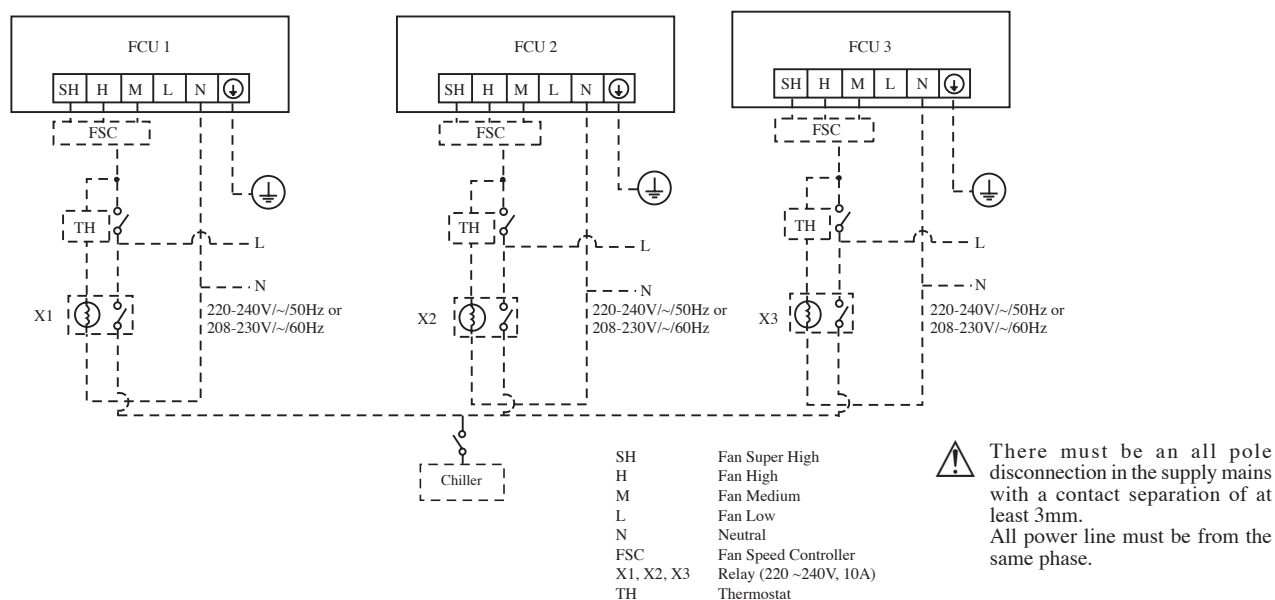 FCU 1
SH H M L N
FSC
TH
L
N
X1
220-240V/~/50Hz or
208-230V/~/60Hz
FCU 2
SH H M L N
FSC
TH
L
N
X2
220-240V/~/50Hz or
208-230V/~/60Hz
FCU 3
SH H M L N
FSC
TH
L
N
X3
220-240V/~/50Hz or
208-230V/~/60Hz
Chiller
SH Fan Super High
H Fan High
M Fan Medium
L Fan Low
N Neutral
FSC Fan Speed Controller
X1, X2, X3 Relay (220 ~240V, 10A)
TH Thermostat
There must be an all pole
disconnection in the supply mains
with a contact separation of at
least 3mm.
All power line must be from the
same phase.